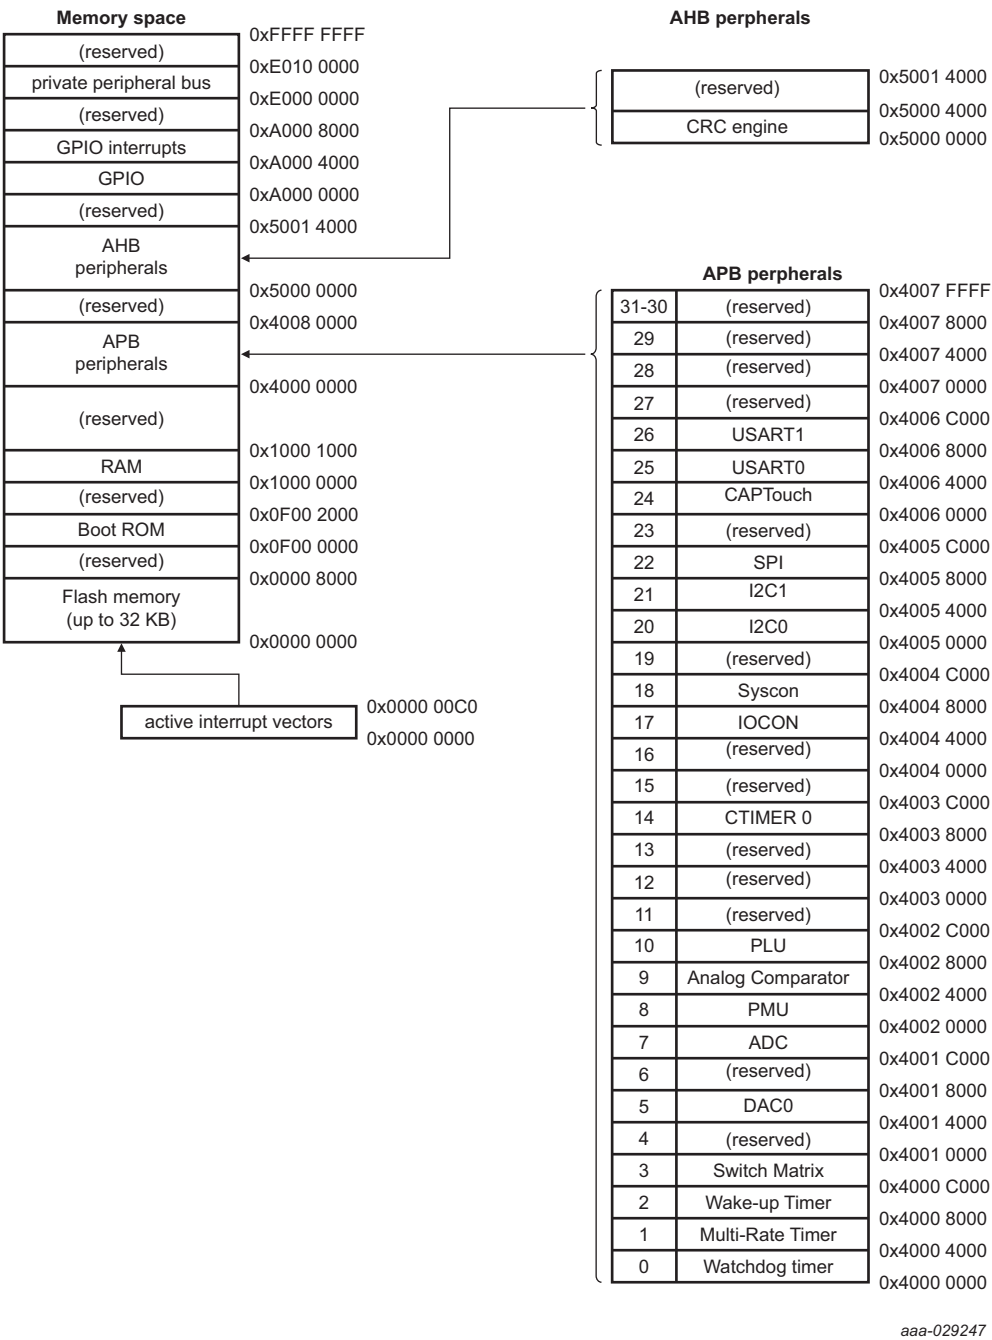 Memory space
0xFFFF FFFF
(reserved)
0xE010 0000
private peripheral bus
0xE000 0000
(reserved)
0xA000 8000
GPIO interrupts
0xA000 4000
GPIO
0xA000 0000
(reserved)
0x5001 4000
AHB
peripherals
0x5000 0000
(reserved)
0x4008 0000
APB
peripherals
0x4000 0000
(reserved)
0x1000 1000
RAM
0x1000 0000
(reserved)
0x0F00 2000
Boot ROM
0x0F00 0000
(reserved)
0x0000 8000
Flash memory
(up to 32 KB)
0x0000 0000
0x0000 00C0
active interrupt vectors
0x0000 0000
AHB perpherals
0x5001 4000
(reserved)
0x5000 4000
CRC engine
0x5000 0000
APB perpherals
0x4007 FFFF
31-30 (reserved)
0x4007 8000
29 (reserved)
0x4007 4000
28 (reserved)
0x4007 0000
27 (reserved)
0x4006 C000
26 USART1
0x4006 8000
25 USART0
0x4006 4000
24 CAPTouch
0x4006 0000
23 (reserved)
0x4005 C000
22 SPI
0x4005 8000
21 I2C1
0x4005 4000
20 I2C0
0x4005 0000
19 (reserved)
0x4004 C000
18 Syscon
0x4004 8000
17 IOCON
0x4004 4000
16 (reserved)
0x4004 0000
15 (reserved)
0x4003 C000
14 CTIMER 0
0x4003 8000
13 (reserved)
0x4003 4000
12 (reserved)
0x4003 0000
11 (reserved)
0x4002 C000
10 PLU
0x4002 8000
9 Analog Comparator
0x4002 4000
8 PMU
0x4002 0000
7 ADC
0x4001 C000
6 (reserved)
0x4001 8000
5 DAC0
0x4001 4000
4 (reserved)
0x4001 0000
3 Switch Matrix
0x4000 C000
2 Wake-up Timer
0x4000 8000
1 Multi-Rate Timer
0x4000 4000
0 Watchdog timer
0x4000 0000
aaa-029247